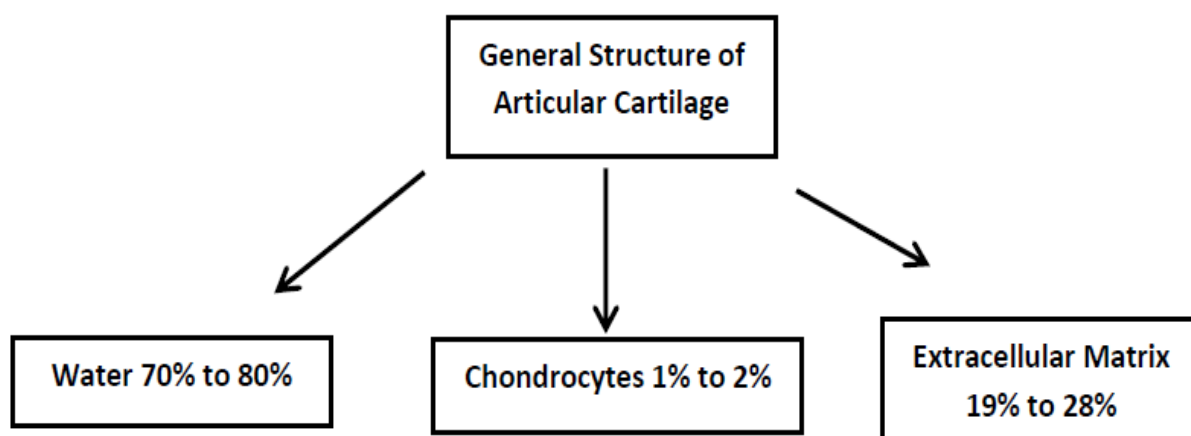 General Structure of
Articular Cartilage
Water 70% to 80%
Chondrocytes 1% to 2%
Extracellular Matrix
19% to 28%